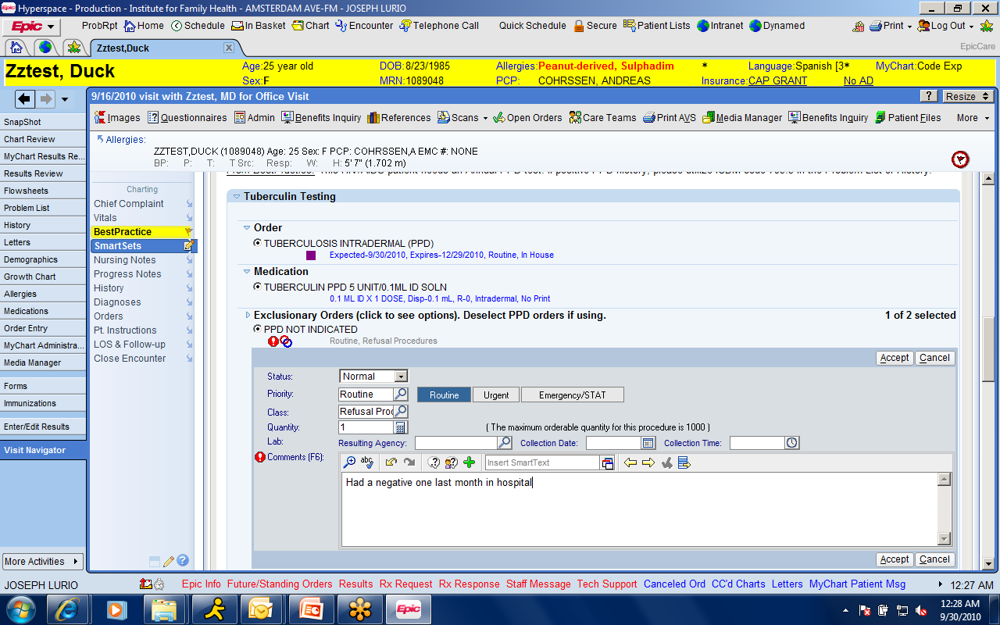 Hyperspace - Production - Institute for Family Health - AMSTERDAM AVE-FM - JOSEPH LURIO
Epic ProbRpt Home Schedule In Basket Chart Encounter Telephone Call Quick Schedule Secure Patient Lists Intranet Dynamed Print Log Out
Zztest,Duck X EpicCare
Zztest, Duck
Age:25 year old DOB:8/23/1985 Allergies:Peanut-derived, Sulphadim * Language:Spanish [3* MyChart:Code Exp
Sex:F MRN:1089048 PCP: COHRSSEN, ANDREAS Insurance:CAP GRANT No AD
9/16/2010 visit with Zztest, MD for Office Visit ? Resize
Images Questionnaires Admin Benefits Inquiry References Scans Open Orders Care Teams Print AVS Media Manager Benefits Inquiry Patient Files More
Allergies:
ZZTEST,DUCK (1089048) Age: 25 Sex: F PCP: COHRSSEN,A EMC #: NONE
BP: P: T: T Src: Resp: W: H: 5' 7" (1.702 m)
SnapShot
Chart Review
MyChart Results Re...
Results Review
Flowsheets
Problem List
History
Letters
Demographics
Growth Chart
Allergies
Medications
Order Entry
MyChart Administra...
Media Manager
Forms
Immunizations
Enter/Edit Results
Visit Navigator
More Activities
Charting
Chief Complaint
Vitals
BestPractice
SmartSets
Nursing Notes
Progress Notes
History
Diagnoses
Orders
Pt. Instructions
LOS & Follow-up
Close Encounter
Tuberculin Testing
Order
TUBERCULOSIS INTRADERMAL (PPD)
Expected-9/30/2010, Expires-12/29/2010, Routine, In House
Medication
TUBERCULIN PPD 5 UNIT/0.1ML ID SOLN
0.1 ML ID X 1 DOSE, Disp-0.1 mL, R-0, Intradermal, No Print
Exclusionary Orders (click to see options). Deselect PPD orders if using. 1 of 2 selected
PPD NOT INDICATED
Routine, Refusal Procedures
Accept Cancel
Status: Normal
Priority: Routine Routine Urgent Emergency/STAT
Class: Refusal Proc
Quantity: 1 ( The maximum orderable quantity for this procedure is 1000 )
Lab: Resulting Agency: Collection Date: Collection Time:
Comments (F6): abc Insert SmartText
Had a negative one last month in hospital
Accept Cancel
JOSEPH LURIO Epic Info Future/Standing Orders Results Rx Request Rx Response Staff Message Tech Support Canceled Ord CC'd Charts Letters MyChart Patient Msg 12:27 AM
Epic
12:28 AM
9/30/2010